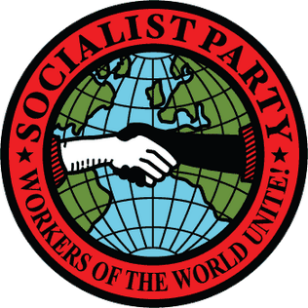 SOCIALIST PARTY
WORKERS OF THE WORLD UNITE!